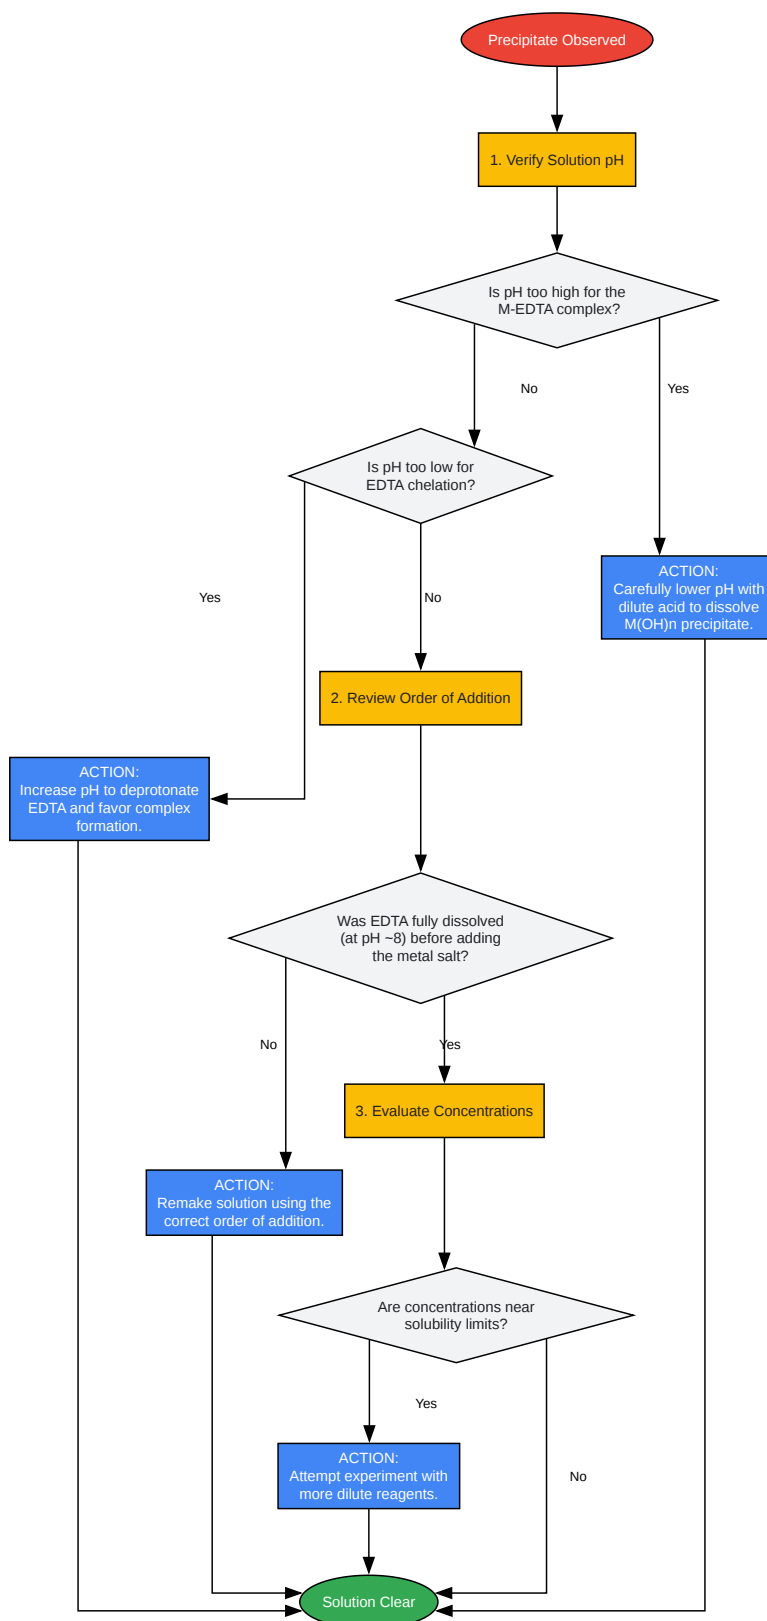 Precipitate Observed
1. Verify Solution pH
Is pH too high for the
M-EDTA complex?
No
Yes
Is pH too low for
EDTA chelation?
ACTION:
Carefully lower pH with
dilute acid to dissolve
M(OH)n precipitate.
Yes
No
2. Review Order of Addition
ACTION:
Increase pH to deprotonate
EDTA and favor complex
formation.
Was EDTA fully dissolved
(at pH ~8) before adding
the metal salt?
No
Yes
3. Evaluate Concentrations
ACTION:
Remake solution using the
correct order of addition.
Are concentrations near
solubility limits?
Yes
No
ACTION:
Attempt experiment with
more dilute reagents.
Solution Clear